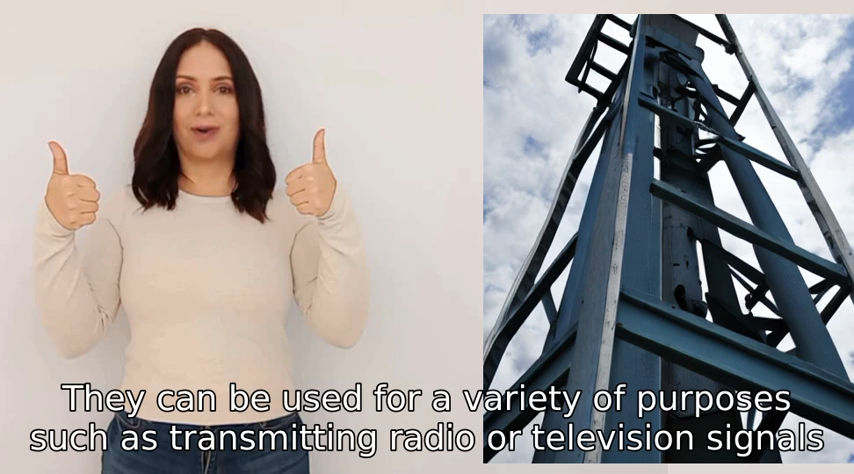 They can be used for a variety of purposes
such as transmitting radio or television signals